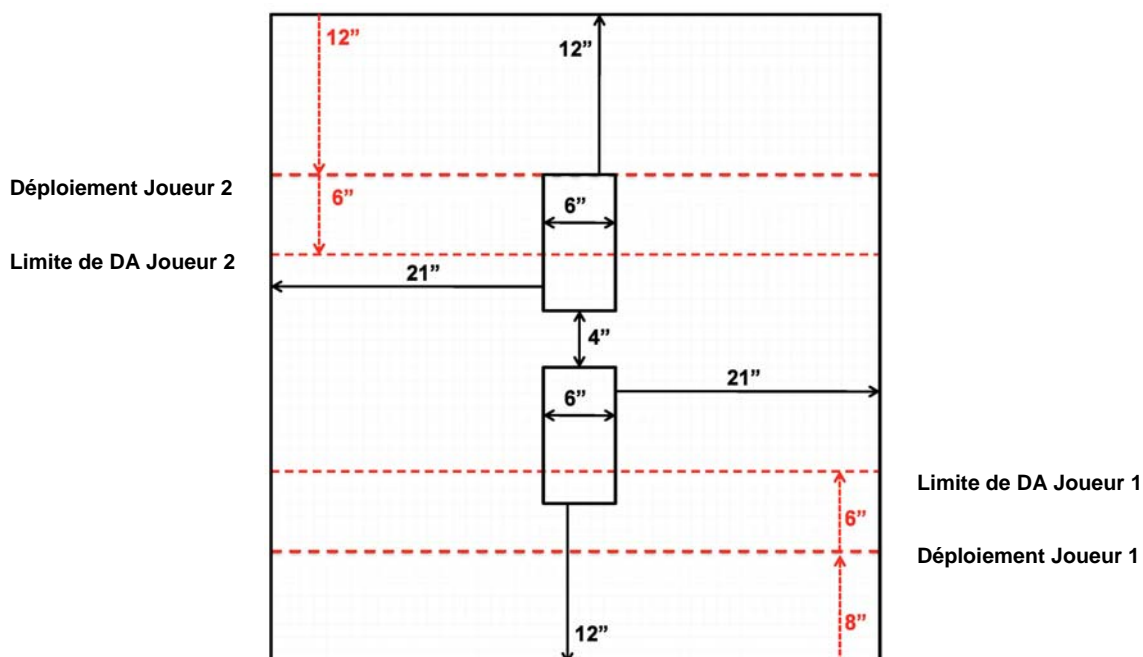 12”
12”
Déploiement Joueur 2
6”
6”
Limite de DA Joueur 2
21”
4”
21”
6”
Limite de DA Joueur 1
6”
Déploiement Joueur 1
8”
12”